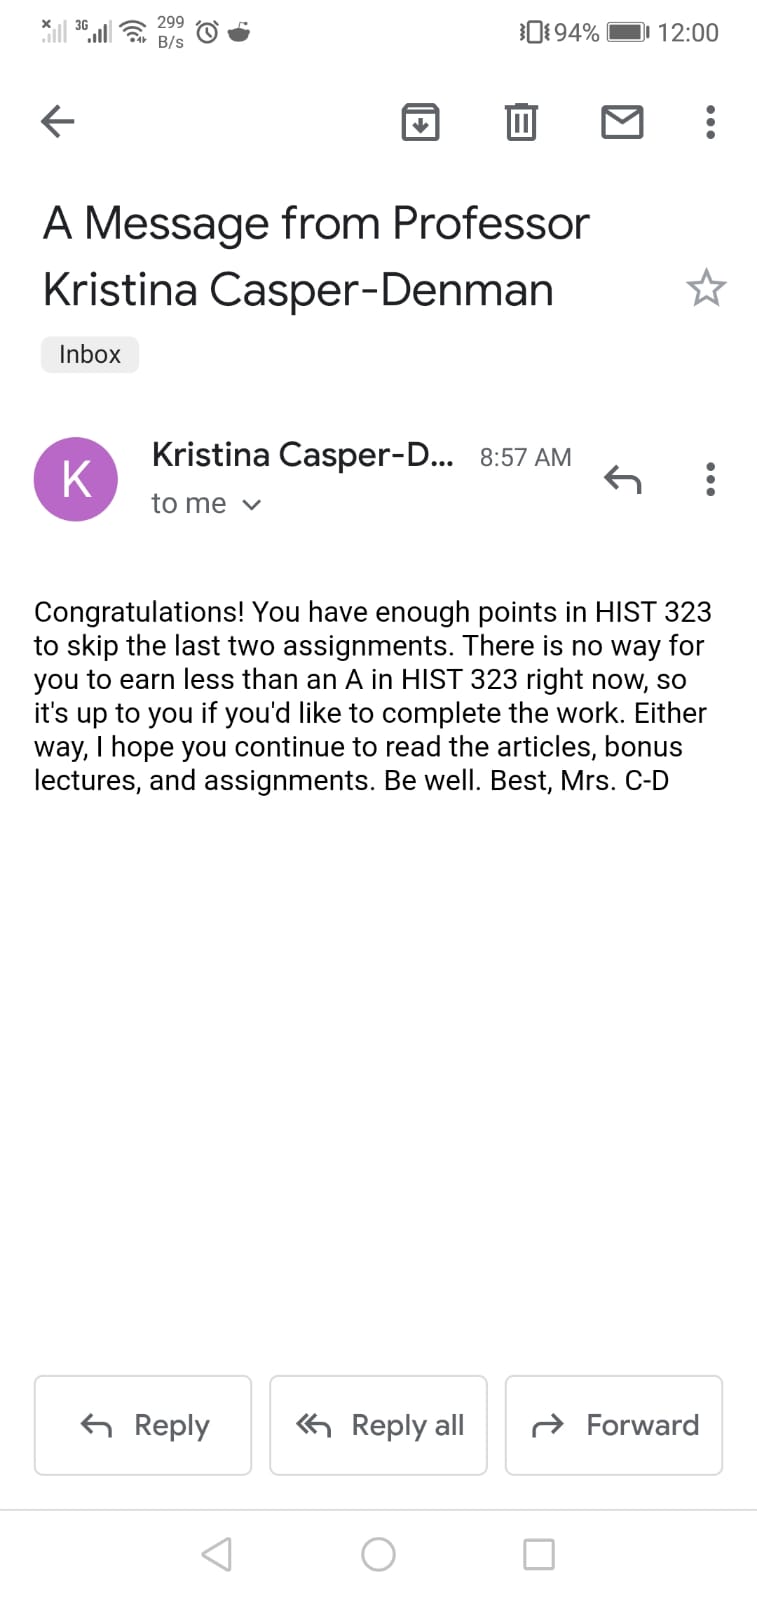 3G 299 B/s 94% 12:00
A Message from Professor
Kristina Casper-Denman
Inbox
K
Kristina Casper-D... 8:57 AM
to me
Congratulations! You have enough points in HIST 323
to skip the last two assignments. There is no way for
you to earn less than an A in HIST 323 right now, so
it's up to you if you'd like to complete the work. Either
way, I hope you continue to read the articles, bonus
lectures, and assignments. Be well. Best, Mrs. C-D
Reply Reply all Forward